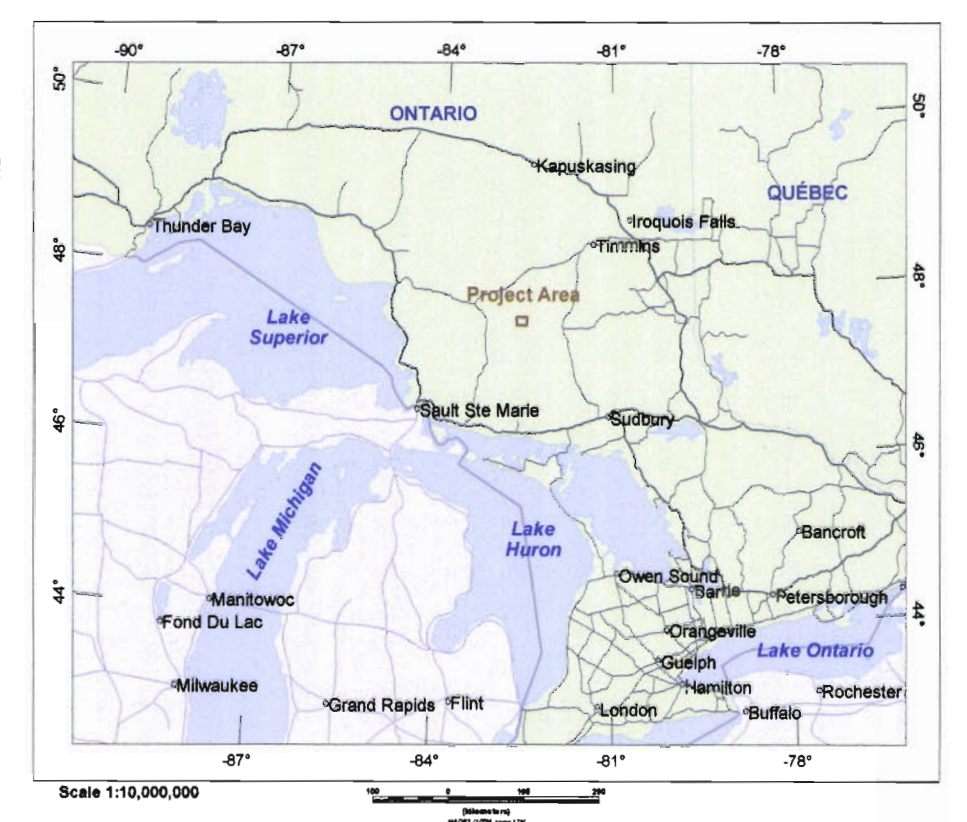 -90° -87° -84° -81° -78°
50°
50°
ONTARIO
Kapuskasing
QUÉBEC
Thunder Bay
Iroquois Falls
Timmins
48°
48°
Project Area
Lake
Superior
Sault Ste Marie
Sudbury
46°
46°
Lake Michigan
Lake
Huron
Bancroft
Owen Sound
Barrie
44°
Manitowoc
Petersborough
44°
Fond Du Lac
Orangeville
Lake Ontario
Guelph
Milwaukee
Hamilton
Rochester
Grand Rapids
Flint
London
Buffalo
-87° -84° -81° -78°
Scale 1:10,000,000
100 0 100 200
(kilometers)